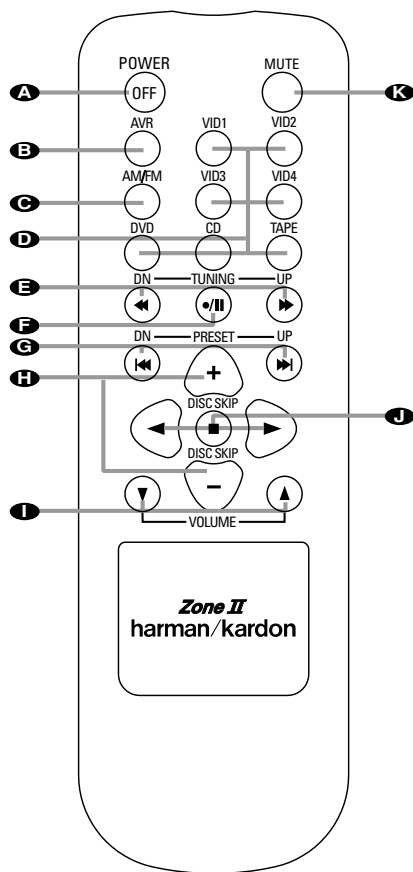 POWER MUTE
A OFF K
AVR VID1 VID2
B
AM/FM VID3 VID4
C
D DVD CD TAPE
E DN TUNING UP
F
G DN PRESET UP
H +
DISC SKIP
J
DISC SKIP
−
I VOLUME
Zone II
harman/kardon